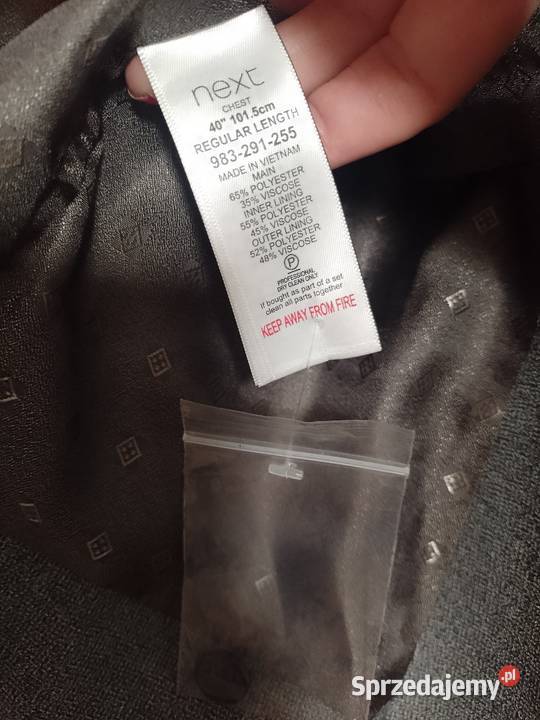 next
CHEST
40" 101.5cm
REGULAR LENGTH
983-291-255
MADE IN VIETNAM
MAIN
65% POLYESTER
35% VISCOSE
INNER LINING
55% POLYESTER
45% VISCOSE
OUTER LINING
52% POLYESTER
48% VISCOSE
P
PROFESSIONAL
DRY CLEAN ONLY
If bought as part of a set
clean all parts together
KEEP AWAY FROM FIRE
Sprzedajemy.pl